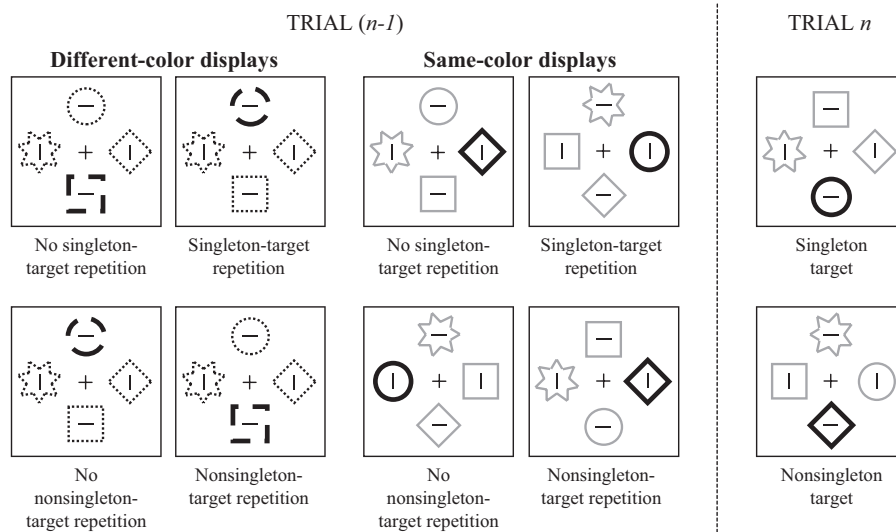 TRIAL (n-1)
TRIAL n
Different-color displays
Same-color displays
No singleton-
target repetition
Singleton-target
repetition
No singleton-
target repetition
Singleton-target
repetition
Singleton
target
No
nonsingleton-
target repetition
Nonsingleton-
target repetition
No
nonsingleton-
target repetition
Nonsingleton-
target repetition
Nonsingleton
target